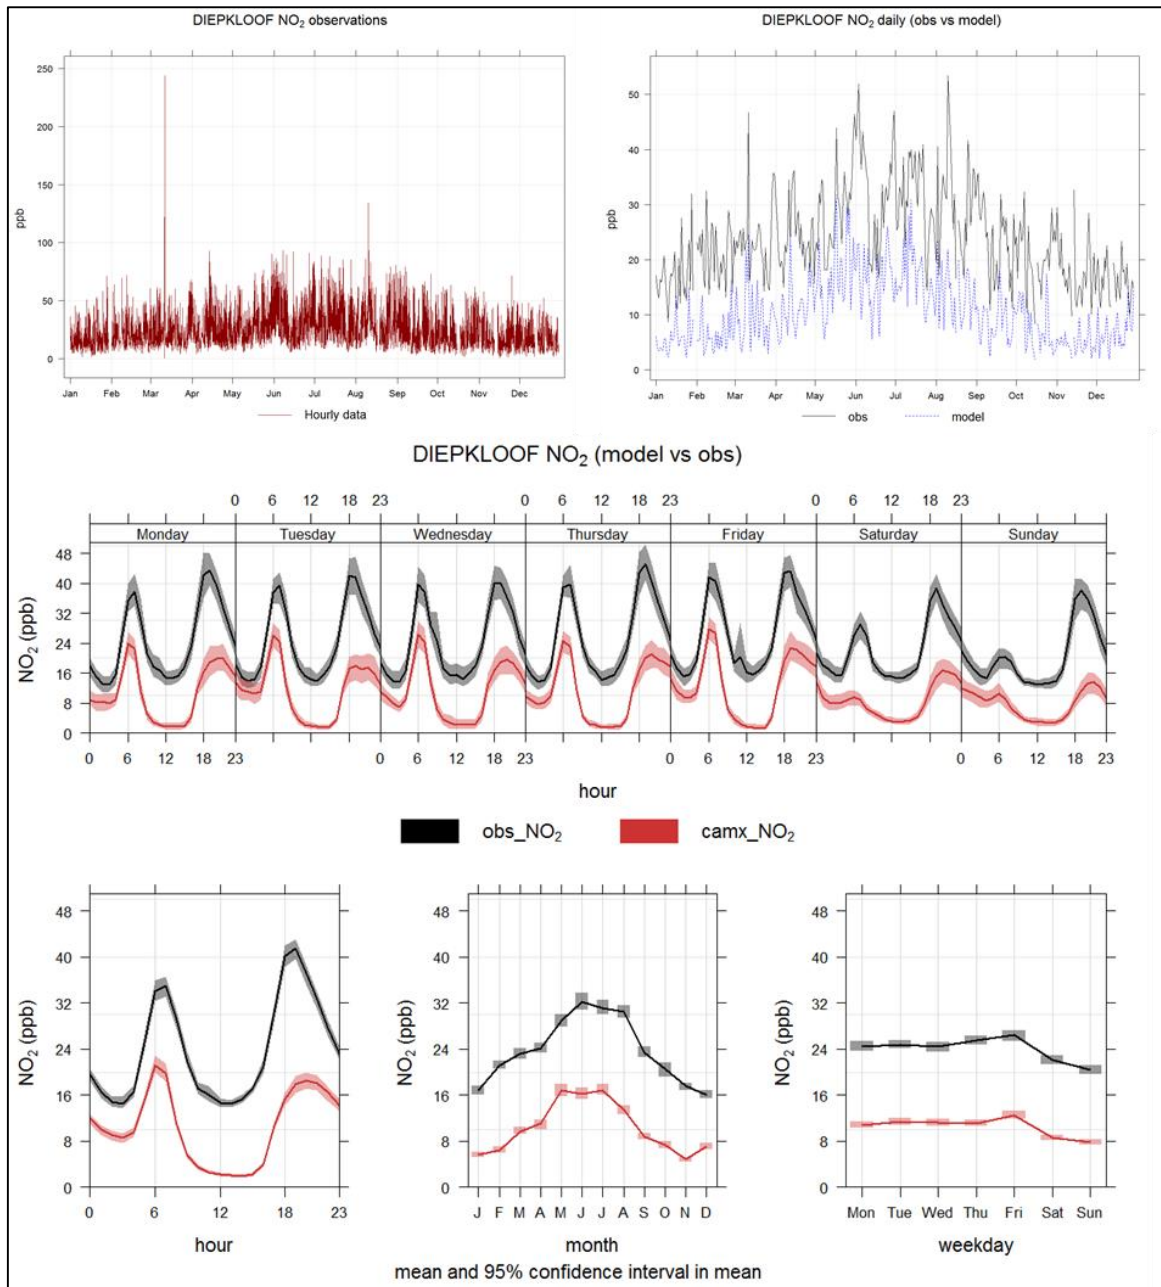 DIEPKLOOF NO₂ observations
250
200
150
100
50
0
ppb
Jan Feb Mar Apr May Jun Jul Aug Sep Oct Nov Dec
Hourly data
DIEPKLOOF NO₂ daily (obs vs model)
50
40
30
20
10
0
ppb
Jan Feb Mar Apr May Jun Jul Aug Sep Oct Nov Dec
obs model
DIEPKLOOF NO₂ (model vs obs)
0 6 12 18 23 0 6 12 18 23 0 6 12 18 23
Monday Tuesday Wednesday Thursday Friday Saturday Sunday
48
40
32
24
16
8
0
NO₂ (ppb)
0 6 12 18 23 0 6 12 18 23 0 6 12 18 23 0 6 12 18 23
hour
obs_NO₂ camx_NO₂
48
40
32
24
16
8
0
NO₂ (ppb)
0 6 12 18 23
hour
48
40
32
24
16
8
0
NO₂ (ppb)
J F M A M J J A S O N D
month
48
40
32
24
16
8
0
NO₂ (ppb)
Mon Tue Wed Thu Fri Sat Sun
weekday
mean and 95% confidence interval in mean